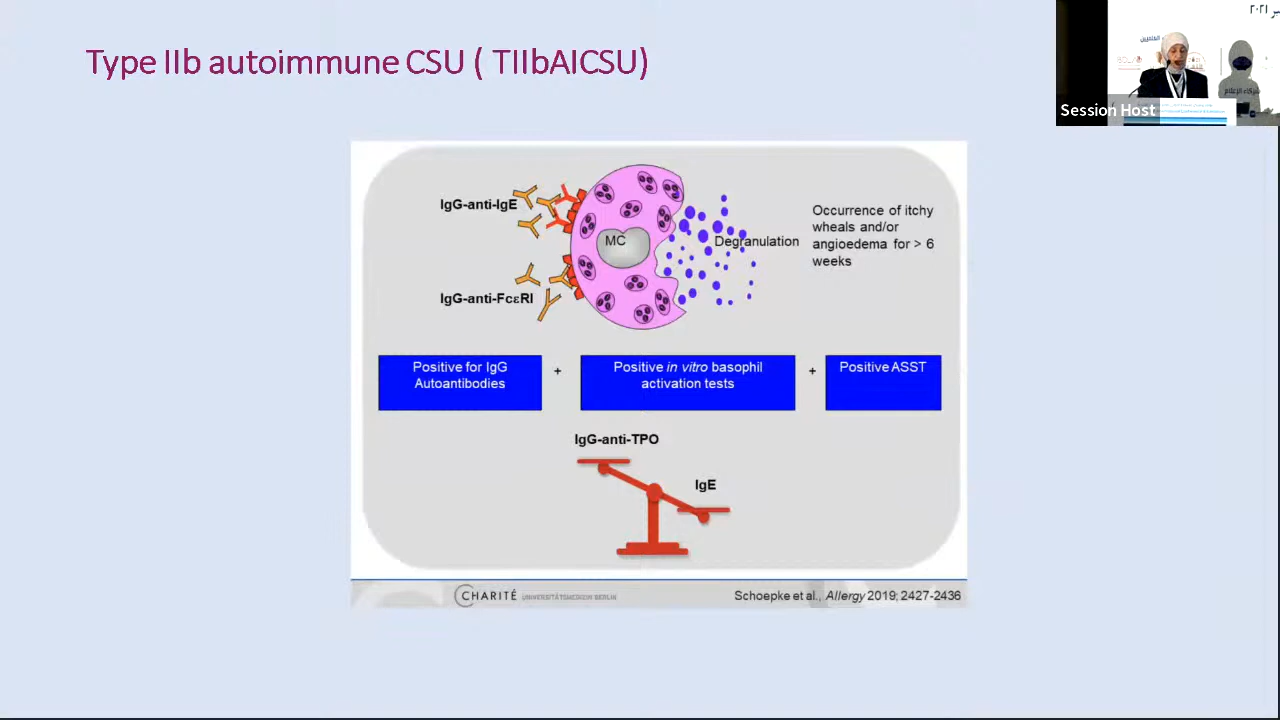 Type IIb autoimmune CSU ( TIIbAICSU)
Session Host
IgG-anti-IgE
IgG-anti-FcεRI
MC
Degranulation
Occurrence of itchy
wheals and/or
angioedema for > 6
weeks
Positive for IgG
Autoantibodies
+
Positive in vitro basophil
activation tests
+
Positive ASST
IgG-anti-TPO
IgE
CHARITÉ UNIVERSITÄTSMEDIZIN BERLIN
Schoepke et al., Allergy 2019; 2427-2436